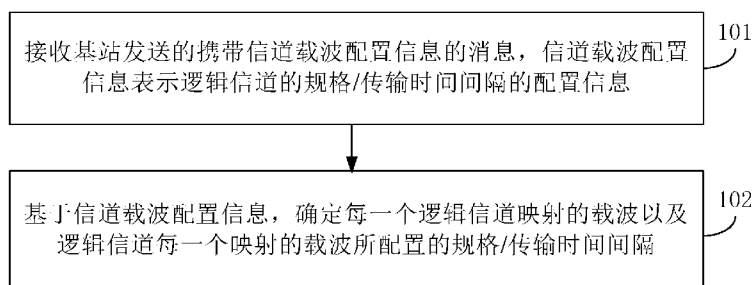 接收基站发送的携带信道载波配置信息的消息，信道载波配置
信息表示逻辑信道的规格/传输时间间隔的配置信息
101
基于信道载波配置信息，确定每一个逻辑信道映射的载波以及
逻辑信道每一个映射的载波所配置的规格/传输时间间隔
102